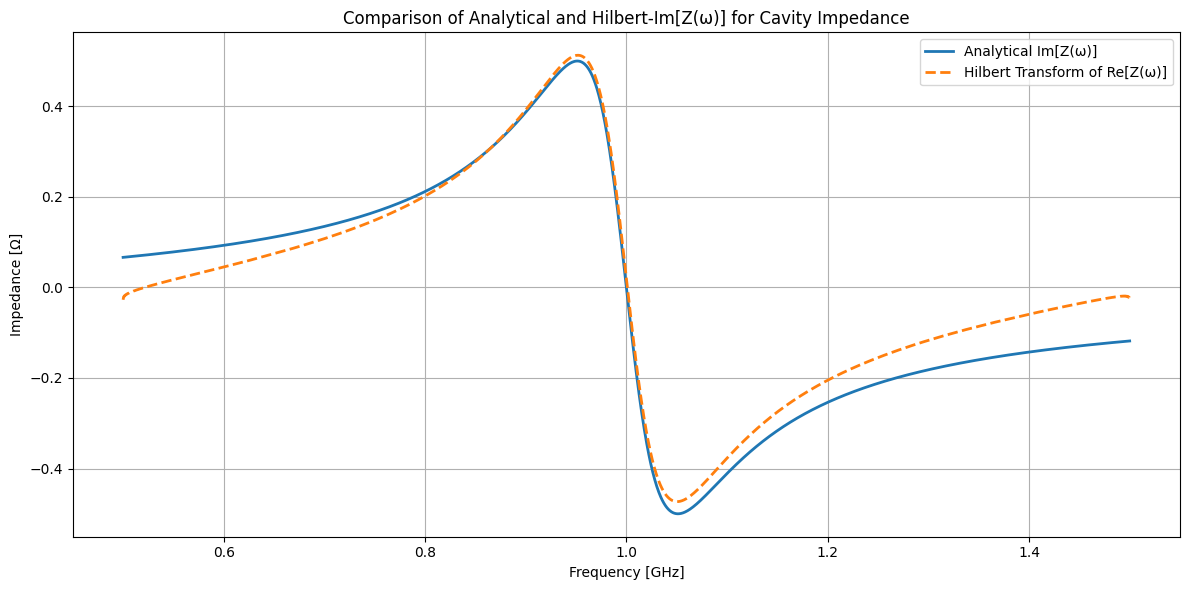 Comparison of Analytical and Hilbert-Im[Z(ω)] for Cavity Impedance
Analytical Im[Z(ω)]
Hilbert Transform of Re[Z(ω)]
Impedance [Ω]
0.4
0.2
0.0
−0.2
−0.4
0.6
0.8
1.0
1.2
1.4
Frequency [GHz]